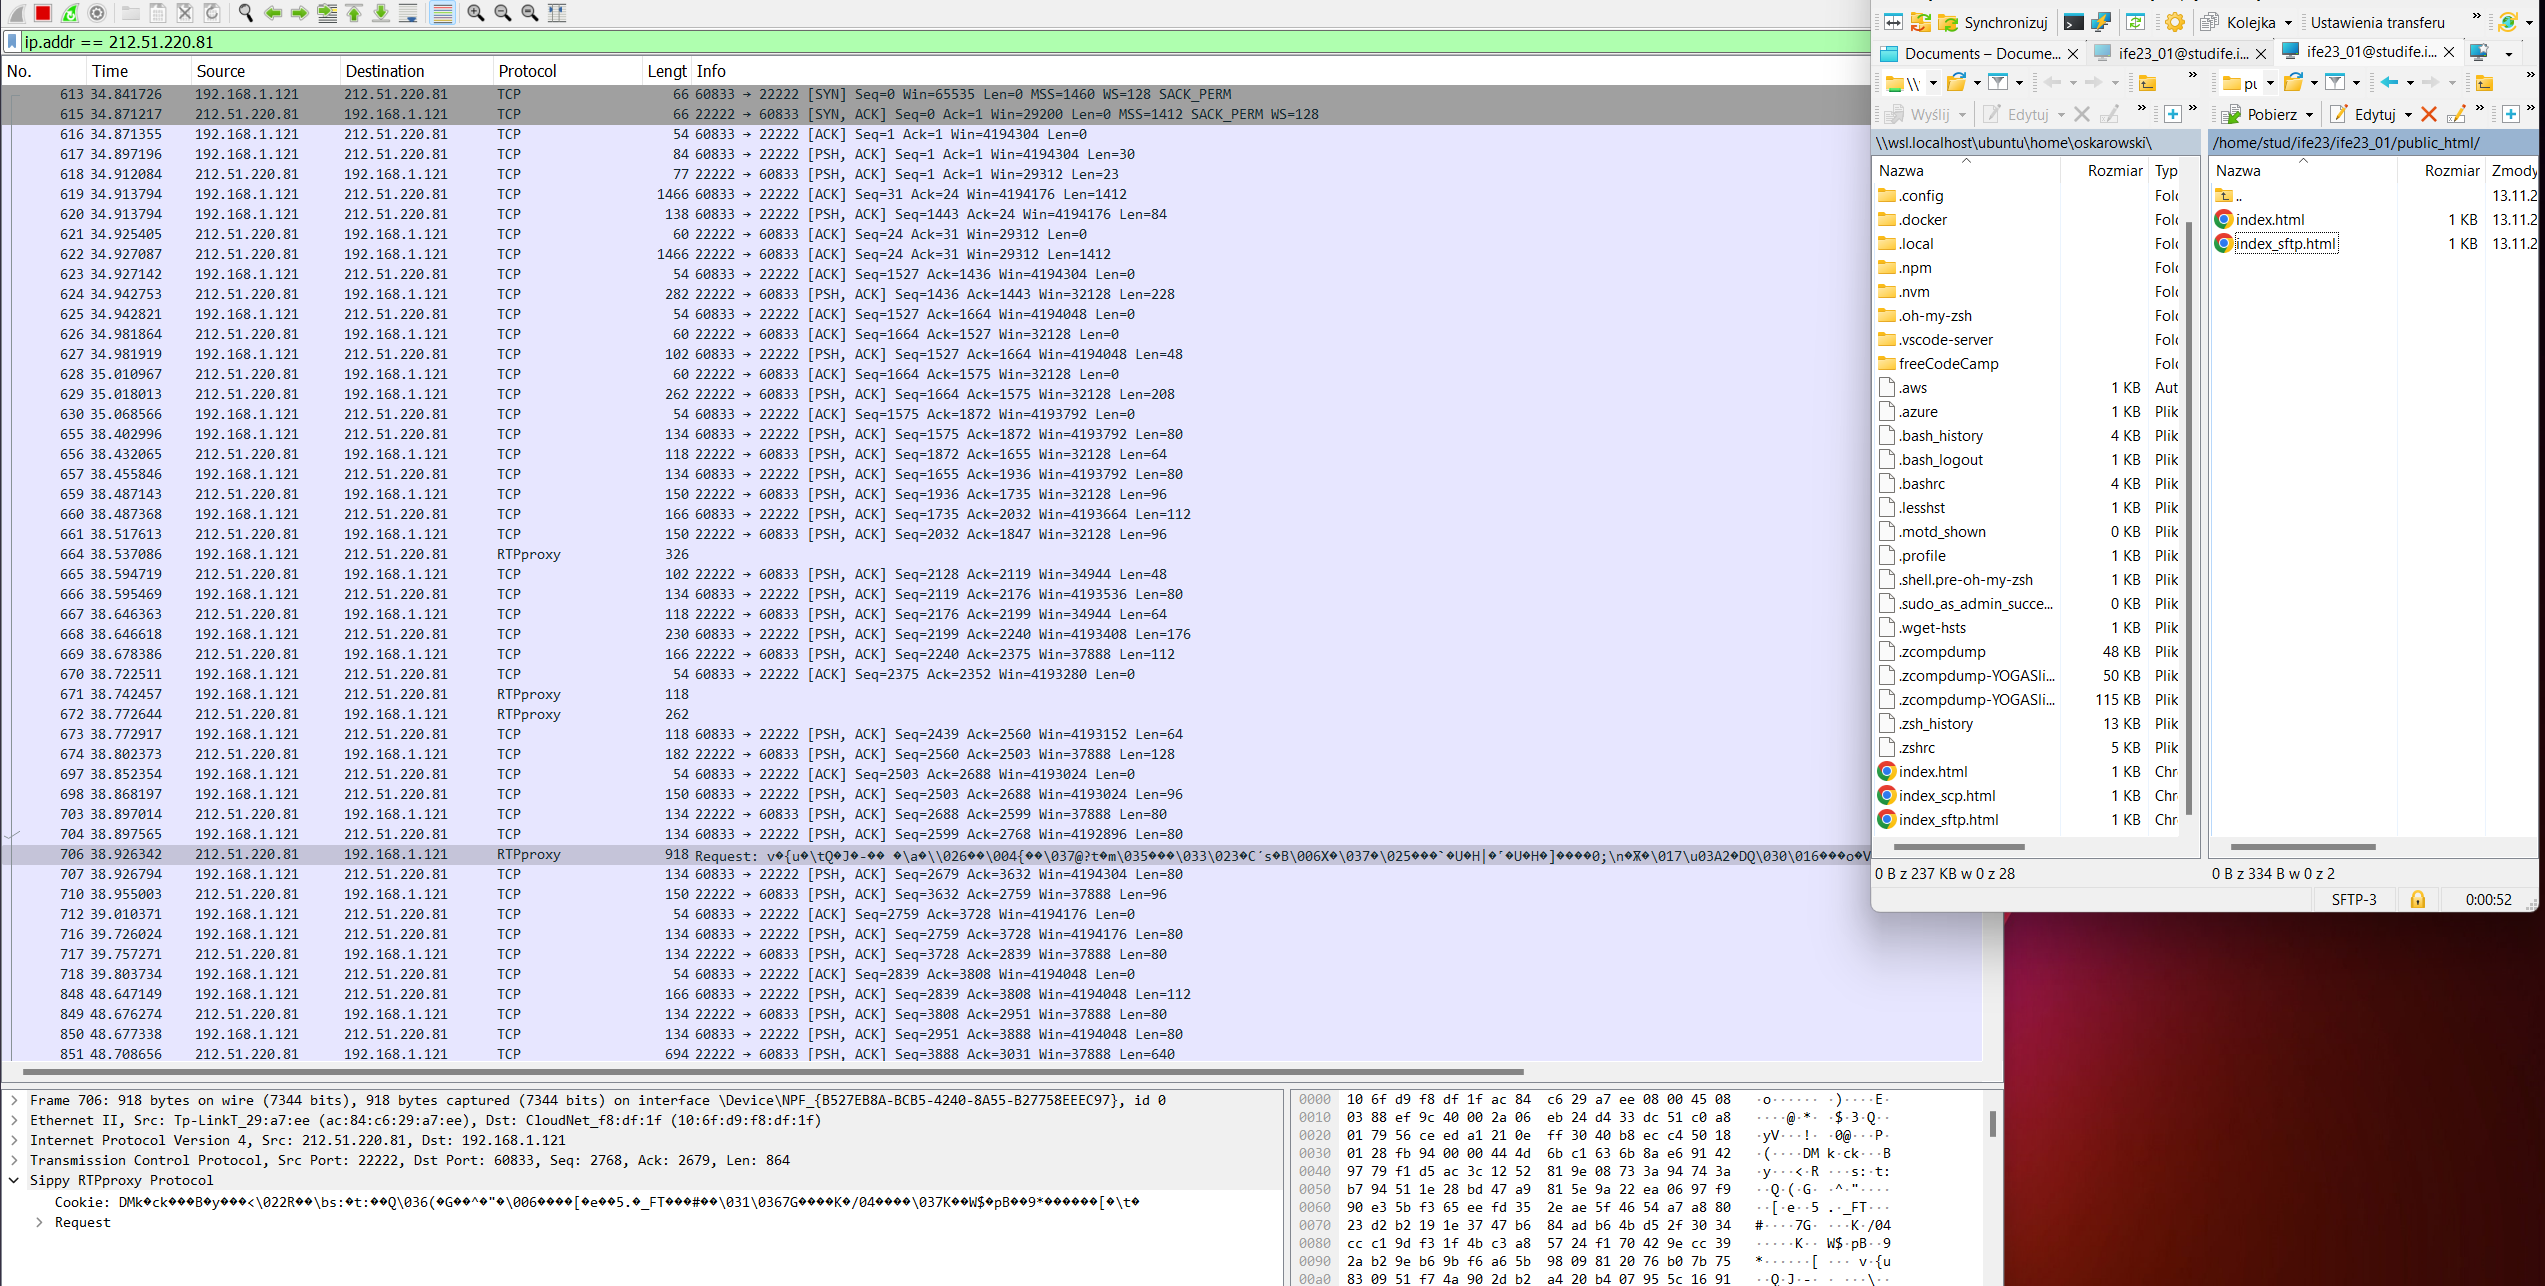 ip.addr == 212.51.220.81
No. Time Source Destination Protocol Lengt Info
613 34.841726 192.168.1.121 212.51.220.81 TCP 66 60833 → 22222 [SYN] Seq=0 Win=65535 Len=0 MSS=1460 WS=128 SACK_PERM
615 34.871217 212.51.220.81 192.168.1.121 TCP 66 22222 → 60833 [SYN, ACK] Seq=0 Ack=1 Win=29200 Len=0 MSS=1412 SACK_PERM WS=128
616 34.871355 192.168.1.121 212.51.220.81 TCP 54 60833 → 22222 [ACK] Seq=1 Ack=1 Win=4194304 Len=0
617 34.897196 192.168.1.121 212.51.220.81 TCP 84 60833 → 22222 [PSH, ACK] Seq=1 Ack=1 Win=4194304 Len=30
618 34.912084 212.51.220.81 192.168.1.121 TCP 77 22222 → 60833 [PSH, ACK] Seq=1 Ack=1 Win=29312 Len=23
619 34.913794 192.168.1.121 212.51.220.81 TCP 1466 60833 → 22222 [ACK] Seq=31 Ack=24 Win=4194176 Len=1412
620 34.913794 192.168.1.121 212.51.220.81 TCP 138 60833 → 22222 [PSH, ACK] Seq=1443 Ack=24 Win=4194176 Len=84
621 34.925405 212.51.220.81 192.168.1.121 TCP 60 22222 → 60833 [ACK] Seq=24 Ack=31 Win=29312 Len=0
622 34.927087 212.51.220.81 192.168.1.121 TCP 1466 22222 → 60833 [ACK] Seq=24 Ack=31 Win=29312 Len=1412
623 34.927142 192.168.1.121 212.51.220.81 TCP 54 60833 → 22222 [ACK] Seq=1527 Ack=1436 Win=4194304 Len=0
624 34.942753 212.51.220.81 192.168.1.121 TCP 282 22222 → 60833 [PSH, ACK] Seq=1436 Ack=1443 Win=32128 Len=228
625 34.942821 192.168.1.121 212.51.220.81 TCP 54 60833 → 22222 [ACK] Seq=1527 Ack=1664 Win=4194048 Len=0
626 34.981864 212.51.220.81 192.168.1.121 TCP 60 22222 → 60833 [ACK] Seq=1664 Ack=1527 Win=32128 Len=0
627 34.981919 192.168.1.121 212.51.220.81 TCP 102 60833 → 22222 [PSH, ACK] Seq=1527 Ack=1664 Win=4194048 Len=48
628 35.010967 212.51.220.81 192.168.1.121 TCP 60 22222 → 60833 [ACK] Seq=1664 Ack=1575 Win=32128 Len=0
629 35.018013 212.51.220.81 192.168.1.121 TCP 262 22222 → 60833 [PSH, ACK] Seq=1664 Ack=1575 Win=32128 Len=208
630 35.068566 192.168.1.121 212.51.220.81 TCP 54 60833 → 22222 [ACK] Seq=1575 Ack=1872 Win=4193792 Len=0
655 38.402996 192.168.1.121 212.51.220.81 TCP 134 60833 → 22222 [PSH, ACK] Seq=1575 Ack=1872 Win=4193792 Len=80
656 38.432065 212.51.220.81 192.168.1.121 TCP 118 22222 → 60833 [PSH, ACK] Seq=1872 Ack=1655 Win=32128 Len=64
657 38.455846 192.168.1.121 212.51.220.81 TCP 134 60833 → 22222 [PSH, ACK] Seq=1655 Ack=1936 Win=4193792 Len=80
659 38.487143 212.51.220.81 192.168.1.121 TCP 150 22222 → 60833 [PSH, ACK] Seq=1936 Ack=1735 Win=32128 Len=96
660 38.487368 192.168.1.121 212.51.220.81 TCP 166 60833 → 22222 [PSH, ACK] Seq=1735 Ack=2032 Win=4193664 Len=112
661 38.517613 212.51.220.81 192.168.1.121 TCP 150 22222 → 60833 [PSH, ACK] Seq=2032 Ack=1847 Win=32128 Len=96
664 38.537086 192.168.1.121 212.51.220.81 RTPproxy 326
665 38.594719 212.51.220.81 192.168.1.121 TCP 102 22222 → 60833 [PSH, ACK] Seq=2128 Ack=2119 Win=34944 Len=48
666 38.595469 192.168.1.121 212.51.220.81 TCP 134 60833 → 22222 [PSH, ACK] Seq=2119 Ack=2176 Win=4193536 Len=80
667 38.646363 212.51.220.81 192.168.1.121 TCP 118 22222 → 60833 [PSH, ACK] Seq=2176 Ack=2199 Win=34944 Len=64
668 38.646618 192.168.1.121 212.51.220.81 TCP 230 60833 → 22222 [PSH, ACK] Seq=2199 Ack=2240 Win=4193408 Len=176
669 38.678386 212.51.220.81 192.168.1.121 TCP 166 22222 → 60833 [PSH, ACK] Seq=2240 Ack=2375 Win=37888 Len=112
670 38.722511 192.168.1.121 212.51.220.81 TCP 54 60833 → 22222 [ACK] Seq=2375 Ack=2352 Win=4193280 Len=0
671 38.742457 192.168.1.121 212.51.220.81 RTPproxy 118
672 38.772644 212.51.220.81 192.168.1.121 RTPproxy 262
673 38.772917 192.168.1.121 212.51.220.81 TCP 118 60833 → 22222 [PSH, ACK] Seq=2439 Ack=2560 Win=4193152 Len=64
674 38.802373 212.51.220.81 192.168.1.121 TCP 182 22222 → 60833 [PSH, ACK] Seq=2560 Ack=2503 Win=37888 Len=128
697 38.852354 192.168.1.121 212.51.220.81 TCP 54 60833 → 22222 [ACK] Seq=2503 Ack=2688 Win=4193024 Len=0
698 38.868197 192.168.1.121 212.51.220.81 TCP 150 60833 → 22222 [PSH, ACK] Seq=2503 Ack=2688 Win=4193024 Len=96
703 38.897014 212.51.220.81 192.168.1.121 TCP 134 22222 → 60833 [PSH, ACK] Seq=2688 Ack=2599 Win=37888 Len=80
704 38.897565 192.168.1.121 212.51.220.81 TCP 134 60833 → 22222 [PSH, ACK] Seq=2599 Ack=2768 Win=4192896 Len=80
706 38.926342 212.51.220.81 192.168.1.121 RTPproxy 918 Request:
707 38.926794 192.168.1.121 212.51.220.81 TCP 134 60833 → 22222 [PSH, ACK] Seq=2679 Ack=3632 Win=4194304 Len=80
710 38.955003 212.51.220.81 192.168.1.121 TCP 150 22222 → 60833 [PSH, ACK] Seq=3632 Ack=2759 Win=37888 Len=96
712 39.010371 192.168.1.121 212.51.220.81 TCP 54 60833 → 22222 [ACK] Seq=2759 Ack=3728 Win=4194176 Len=0
716 39.726024 192.168.1.121 212.51.220.81 TCP 134 60833 → 22222 [PSH, ACK] Seq=2759 Ack=3728 Win=4194176 Len=80
717 39.757271 212.51.220.81 192.168.1.121 TCP 134 22222 → 60833 [PSH, ACK] Seq=3728 Ack=2839 Win=37888 Len=80
718 39.803734 192.168.1.121 212.51.220.81 TCP 54 60833 → 22222 [ACK] Seq=2839 Ack=3808 Win=4194048 Len=0
848 48.647149 192.168.1.121 212.51.220.81 TCP 166 60833 → 22222 [PSH, ACK] Seq=2839 Ack=3808 Win=4194048 Len=112
849 48.676274 212.51.220.81 192.168.1.121 TCP 134 22222 → 60833 [PSH, ACK] Seq=3808 Ack=2951 Win=37888 Len=80
850 48.677338 192.168.1.121 212.51.220.81 TCP 134 60833 → 22222 [PSH, ACK] Seq=2951 Ack=3888 Win=4194048 Len=80
851 48.708656 212.51.220.81 192.168.1.121 TCP 694 22222 → 60833 [PSH, ACK] Seq=3888 Ack=3031 Win=37888 Len=640
Frame 706: 918 bytes on wire (7344 bits), 918 bytes captured (7344 bits) on interface \Device\NPF_{B527EB8A-BCB5-4240-8A55-B27758EEEC97}, id 0
Ethernet II, Src: Tp-LinkT_29:a7:ee (ac:84:c6:29:a7:ee), Dst: CloudNet_f8:df:1f (10:6f:d9:f8:df:1f)
Internet Protocol Version 4, Src: 212.51.220.81, Dst: 192.168.1.121
Transmission Control Protocol, Src Port: 22222, Dst Port: 60833, Seq: 2768, Ack: 2679, Len: 864
Sippy RTPproxy Protocol
Cookie:
Request
0000 10 6f d9 f8 df 1f ac 84 c6 29 a7 ee 08 00 45 08
0010 03 88 ef 9c 40 00 2a 06 eb 24 d4 33 dc 51 c0 a8
0020 01 79 56 ce ed a1 21 0e ff 30 40 b8 ec c4 50 18
0030 01 28 fb 94 00 00 44 4d 6b c1 63 6b 8a e6 91 42
0040 97 79 f1 d5 ac 3c 12 52 81 9e 08 73 3a 94 74 3a
0050 b7 94 51 1e 28 bd 47 a9 81 5e 9a 22 ea 06 97 f9
0060 90 e3 5b f3 65 ee fd 35 2e ae 5f 46 54 a7 a8 80
0070 23 d2 b2 19 1e 37 47 b6 84 ad b6 4b d5 2f 30 34
0080 cc c1 9d f3 1f 4b c3 a8 57 24 f1 70 42 9e cc 39
0090 2a b2 9e b6 9b f6 a6 5b 98 09 81 20 76 b0 7b 75
00a0 83 09 51 f7 4a 90 2d b2 a4 20 b4 07 95 5c 16 91
Synchronizuj Kolejka Ustawienia transferu
Documents – Docume... ife23_01@studife.i... ife23_01@studife.i...
\\
Wyślij Edytuj Pobierz Edytuj
\\wsl.localhost\ubuntu\home\oskarowski\
Nazwa Rozmiar Typ
.config
.docker
.local
.npm
.nvm
.oh-my-zsh
.vscode-server
freeCodeCamp
.aws 1 KB Aut
.azure 1 KB Plik
.bash_history 4 KB Plik
.bash_logout 1 KB Plik
.bashrc 4 KB Plik
.lesshst 1 KB Plik
.motd_shown 0 KB Plik
.profile 1 KB Plik
.shell.pre-oh-my-zsh 1 KB Plik
.sudo_as_admin_succe... 0 KB Plik
.wget-hsts 1 KB Plik
.zcompdump 48 KB Plik
.zcompdump-YOGASli... 50 KB Plik
.zcompdump-YOGASli... 115 KB Plik
.zsh_history 13 KB Plik
.zshrc 5 KB Plik
index.html 1 KB Chr
index_scp.html 1 KB Chr
index_sftp.html 1 KB Chr
0 B z 237 KB w 0 z 28
/home/stud/ife23/ife23_01/public_html/
Nazwa Rozmiar Zmody
.. 13.11.2
index.html 1 KB 13.11.2
index_sftp.html 1 KB 13.11.2
0 B z 334 B w 0 z 2
SFTP-3 0:00:52